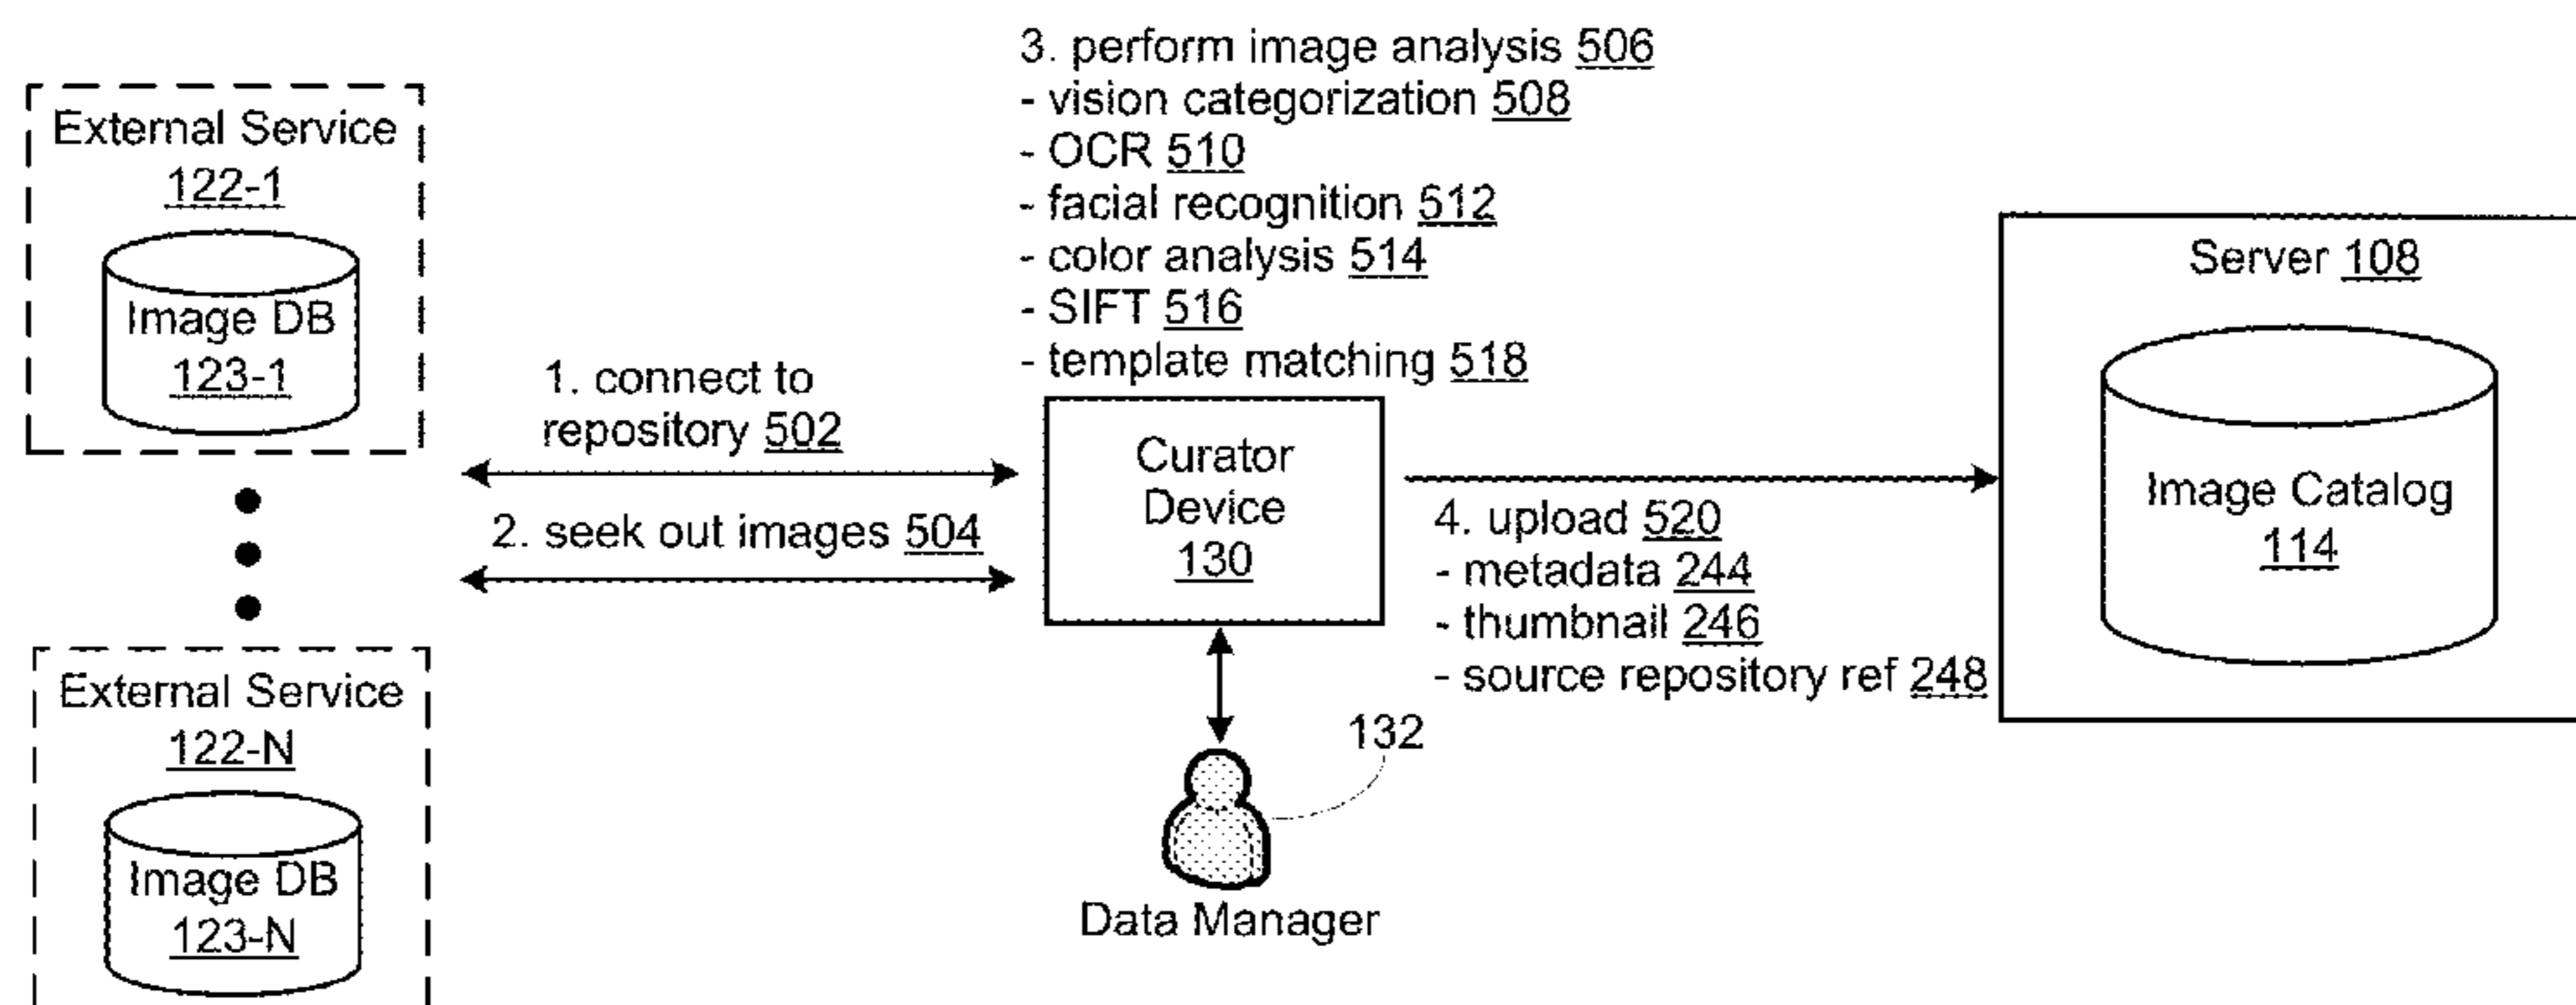 External Service
122-1
Image DB
123-1
External Service
122-N
Image DB
123-N
1. connect to
repository 502
2. seek out images 504
3. perform image analysis 506
- vision categorization 508
- OCR 510
- facial recognition 512
- color analysis 514
- SIFT 516
- template matching 518
Curator
Device
130
132
Data Manager
4. upload 520
- metadata 244
- thumbnail 246
- source repository ref 248
Server 108
Image Catalog
114